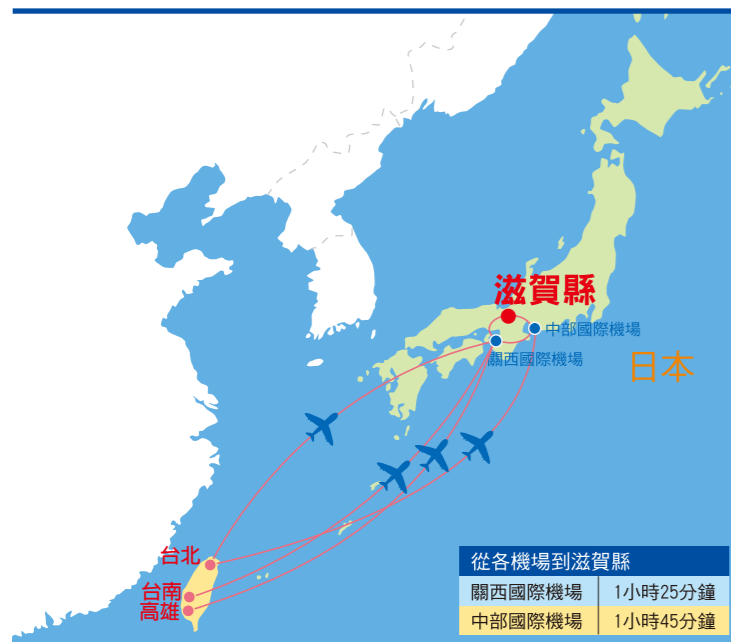 滋賀縣
中部國際機場
關西國際機場
日本
台北
台南
高雄
從各機場到滋賀縣
關西國際機場 1小時25分鐘
中部國際機場 1小時45分鐘